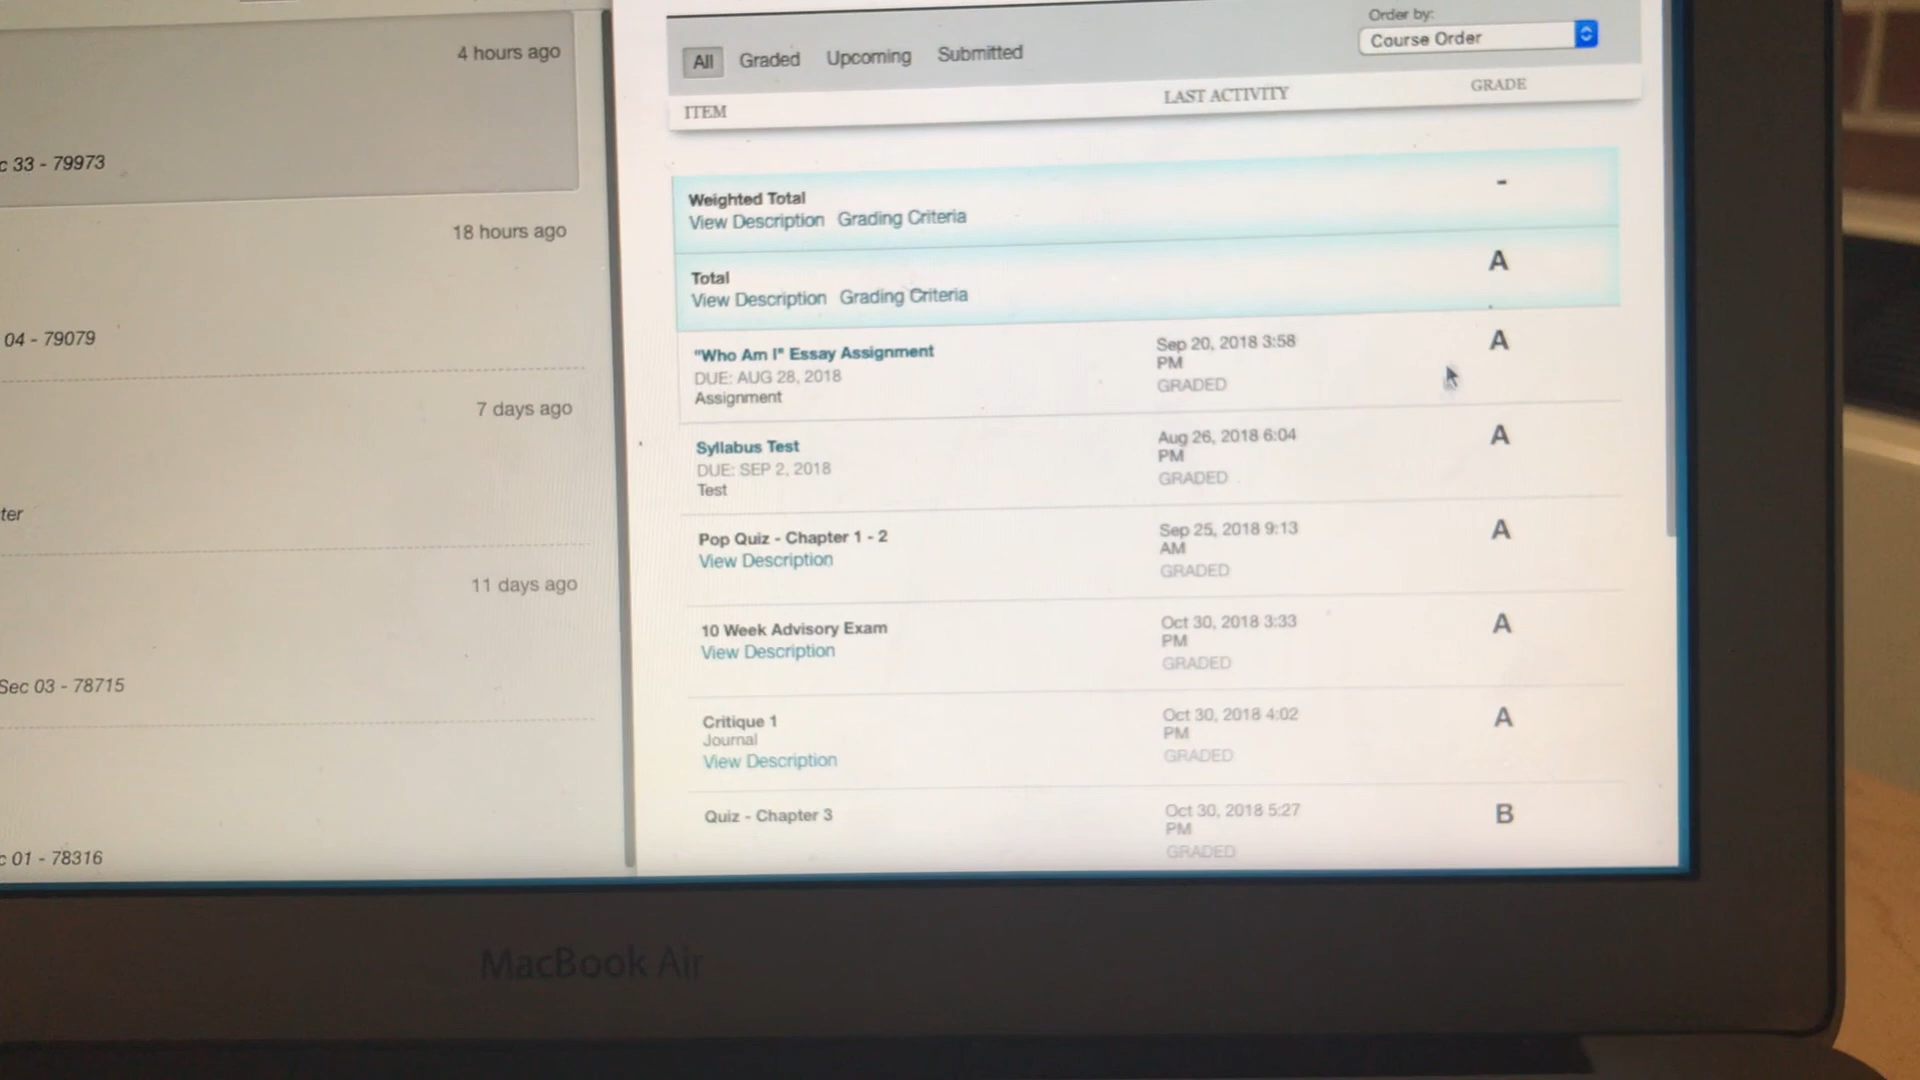 4 hours ago
c 33 - 79973
18 hours ago
04 - 79079
7 days ago
ter
11 days ago
Sec 03 - 78715
c 01 - 78316
Order by:
Course Order
All Graded Upcoming Submitted
ITEM LAST ACTIVITY GRADE
Weighted Total -
View Description Grading Criteria
Total A
View Description Grading Criteria
"Who Am I" Essay Assignment Sep 20, 2018 3:58 A
DUE: AUG 28, 2018 PM
Assignment GRADED
Syllabus Test Aug 26, 2018 6:04 A
DUE: SEP 2, 2018 PM
Test GRADED
Pop Quiz - Chapter 1 - 2 Sep 25, 2018 9:13 A
View Description AM
GRADED
10 Week Advisory Exam Oct 30, 2018 3:33 A
View Description PM
GRADED
Critique 1 Oct 30, 2018 4:02 A
Journal PM
View Description GRADED
Quiz - Chapter 3 Oct 30, 2018 5:27 B
PM
GRADED
MacBook Air